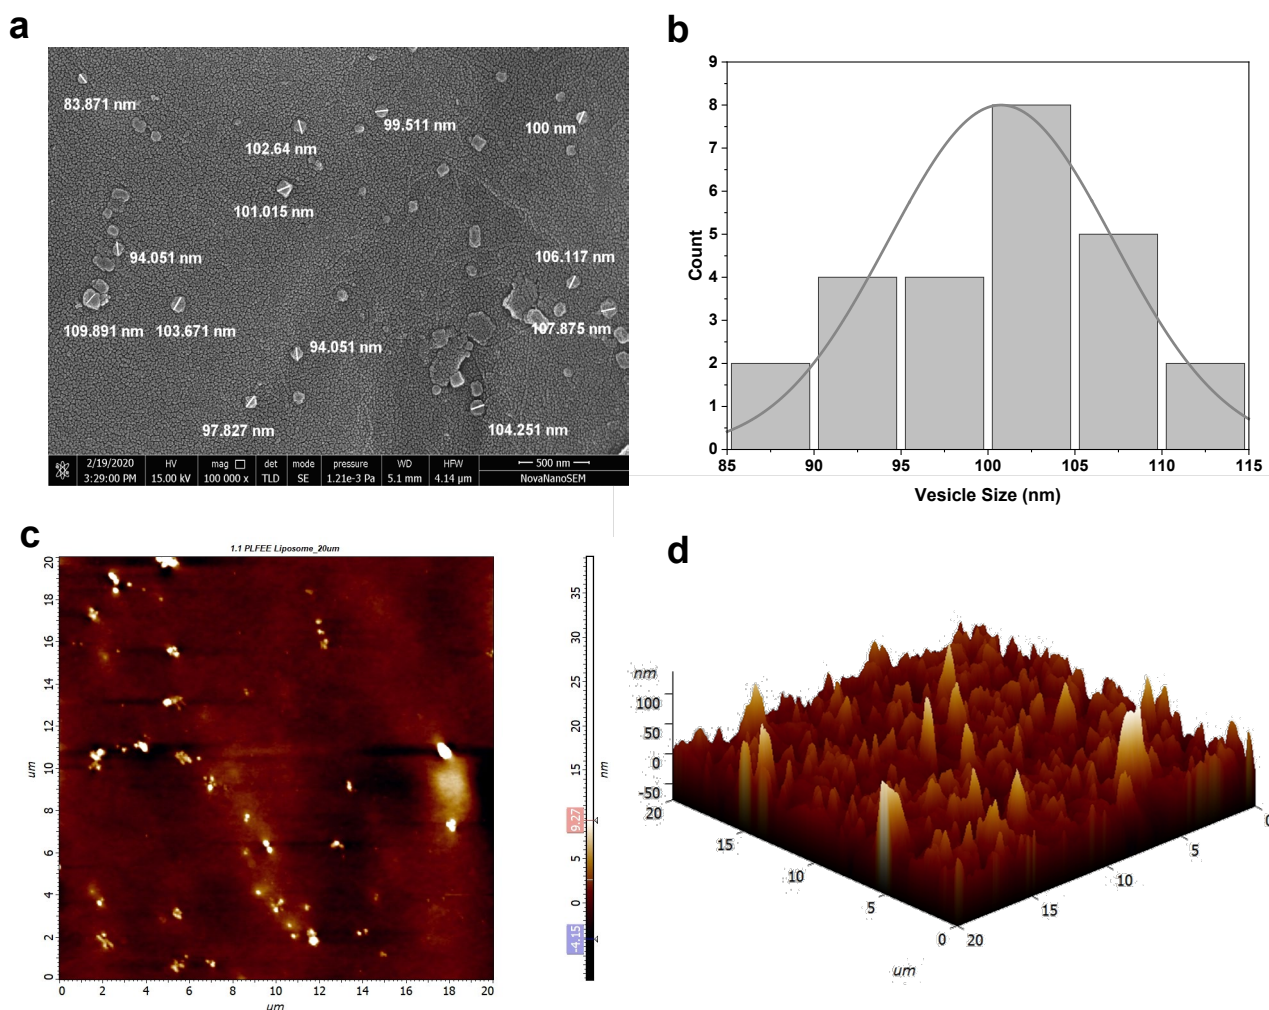 a
83.871 nm
99.511 nm
100 nm
102.64 nm
101.015 nm
94.051 nm
106.117 nm
109.891 nm
103.671 nm
107.875 nm
94.051 nm
97.827 nm
104.251 nm
2/19/2020 HV mag det mode pressure WD HFW 500 nm
3:29:00 PM 15.00 kV 100 000 x TLD SE 1.21e-3 Pa 5.1 mm 4.14 µm NovaNanoSEM
b
9
8
7
6
5
4
3
2
1
0
Count
85 90 95 100 105 110 115
Vesicle Size (nm)
c
1.1 PLFEE Liposome_20um
20
18
16
14
12
10
8
6
4
2
0
um
0 2 4 6 8 10 12 14 16 18 20
um
35
30
25
20
15
9.27
5
0
-4.15
nm
d
nm
100
50
0
-50
20
15
10
5
0
20
15
10
5
um